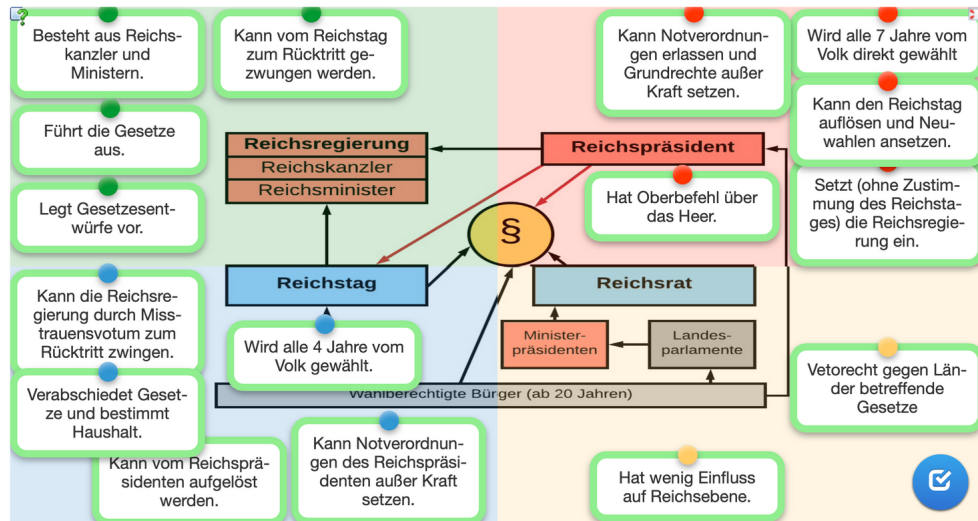 Besteht aus Reichs-
kanzler und
Ministern.
Kann vom Reichstag
zum Rücktritt ge-
zwungen werden.
Kann Notverordnun-
gen erlassen und
Grundrechte außer
Kraft setzen.
Wird alle 7 Jahre vom
Volk direkt gewählt
Führt die Gesetze
aus.
Kann den Reichstag
auflösen und Neu-
wahlen ansetzen.
Reichsregierung
Reichskanzler
Reichsminister
Reichspräsident
Legt Gesetzesent-
würfe vor.
Hat Oberbefehl über
das Heer.
Setzt (ohne Zustim-
mung des Reichstages
) die Reichsregie-
rung ein.
§
Kann die Reichsre-
gierung durch Miss-
trauensvotum zum
Rücktritt zwingen.
Reichstag
Reichsrat
Wird alle 4 Jahre vom
Volk gewählt.
Minister-
präsidenten
Landes-
parlamente
Vetorecht gegen Län-
der betreffende
Gesetze
Verabschiedet Geset-
ze und bestimmt
Haushalt.
Wahlberechtigte Bürger (ab 20 Jahren)
Kann vom Reichsprä-
sidenten aufgelöst
werden.
Kann Notverordnun-
gen des Reichspräsi-
denten außer Kraft
setzen.
Hat wenig Einfluss
auf Reichsebene.